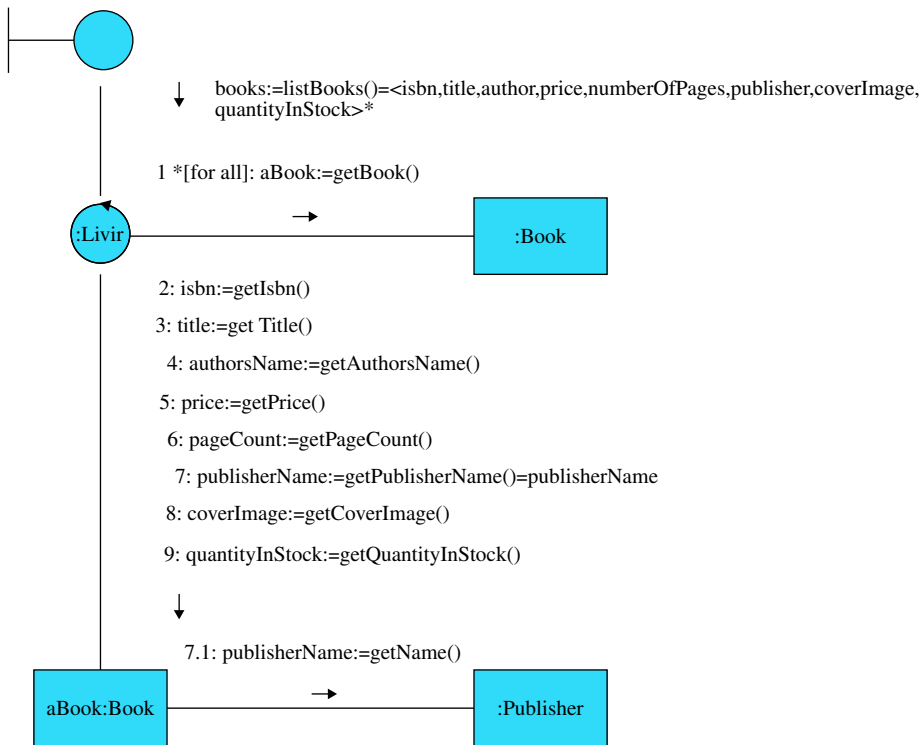 books:=listBooks()=<isbn,title,author,price,numberOfPages,publisher,coverImage,
quantityInStock>*
1 *[for all]: aBook:=getBook()
:Livir
:Book
2: isbn:=getIsbn()
3: title:=get Title()
4: authorsName:=getAuthorsName()
5: price:=getPrice()
6: pageCount:=getPageCount()
7: publisherName:=getPublisherName()=publisherName
8: coverImage:=getCoverImage()
9: quantityInStock:=getQuantityInStock()
7.1: publisherName:=getName()
aBook:Book
:Publisher